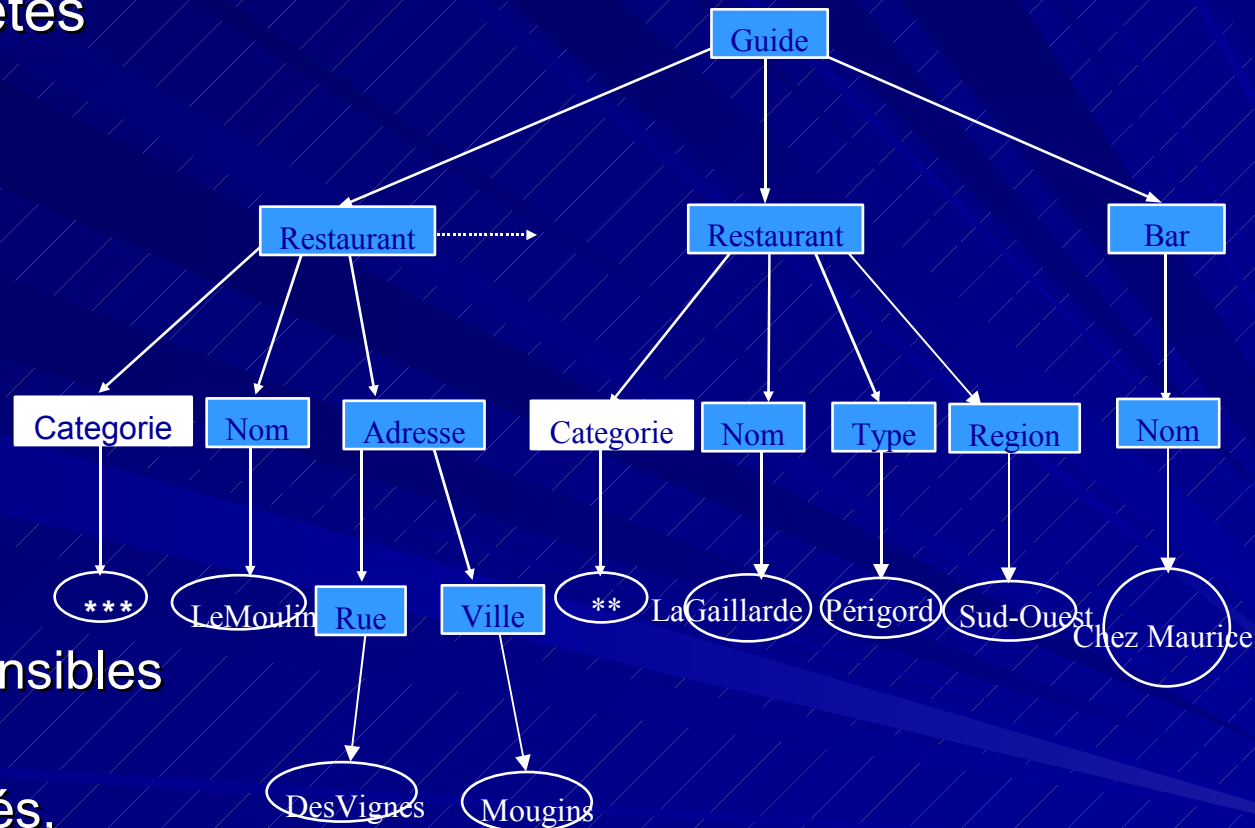 étés
Guide
Restaurant
Restaurant
Bar
Categorie
Nom
Adresse
Categorie
Nom
Type
Region
Nom
***
LeMoulin
Rue
Ville
**
LaGaillarde
Périgord
Sud-Ouest
Chez Maurice
nsibles
DesVignes
Mougins
és,